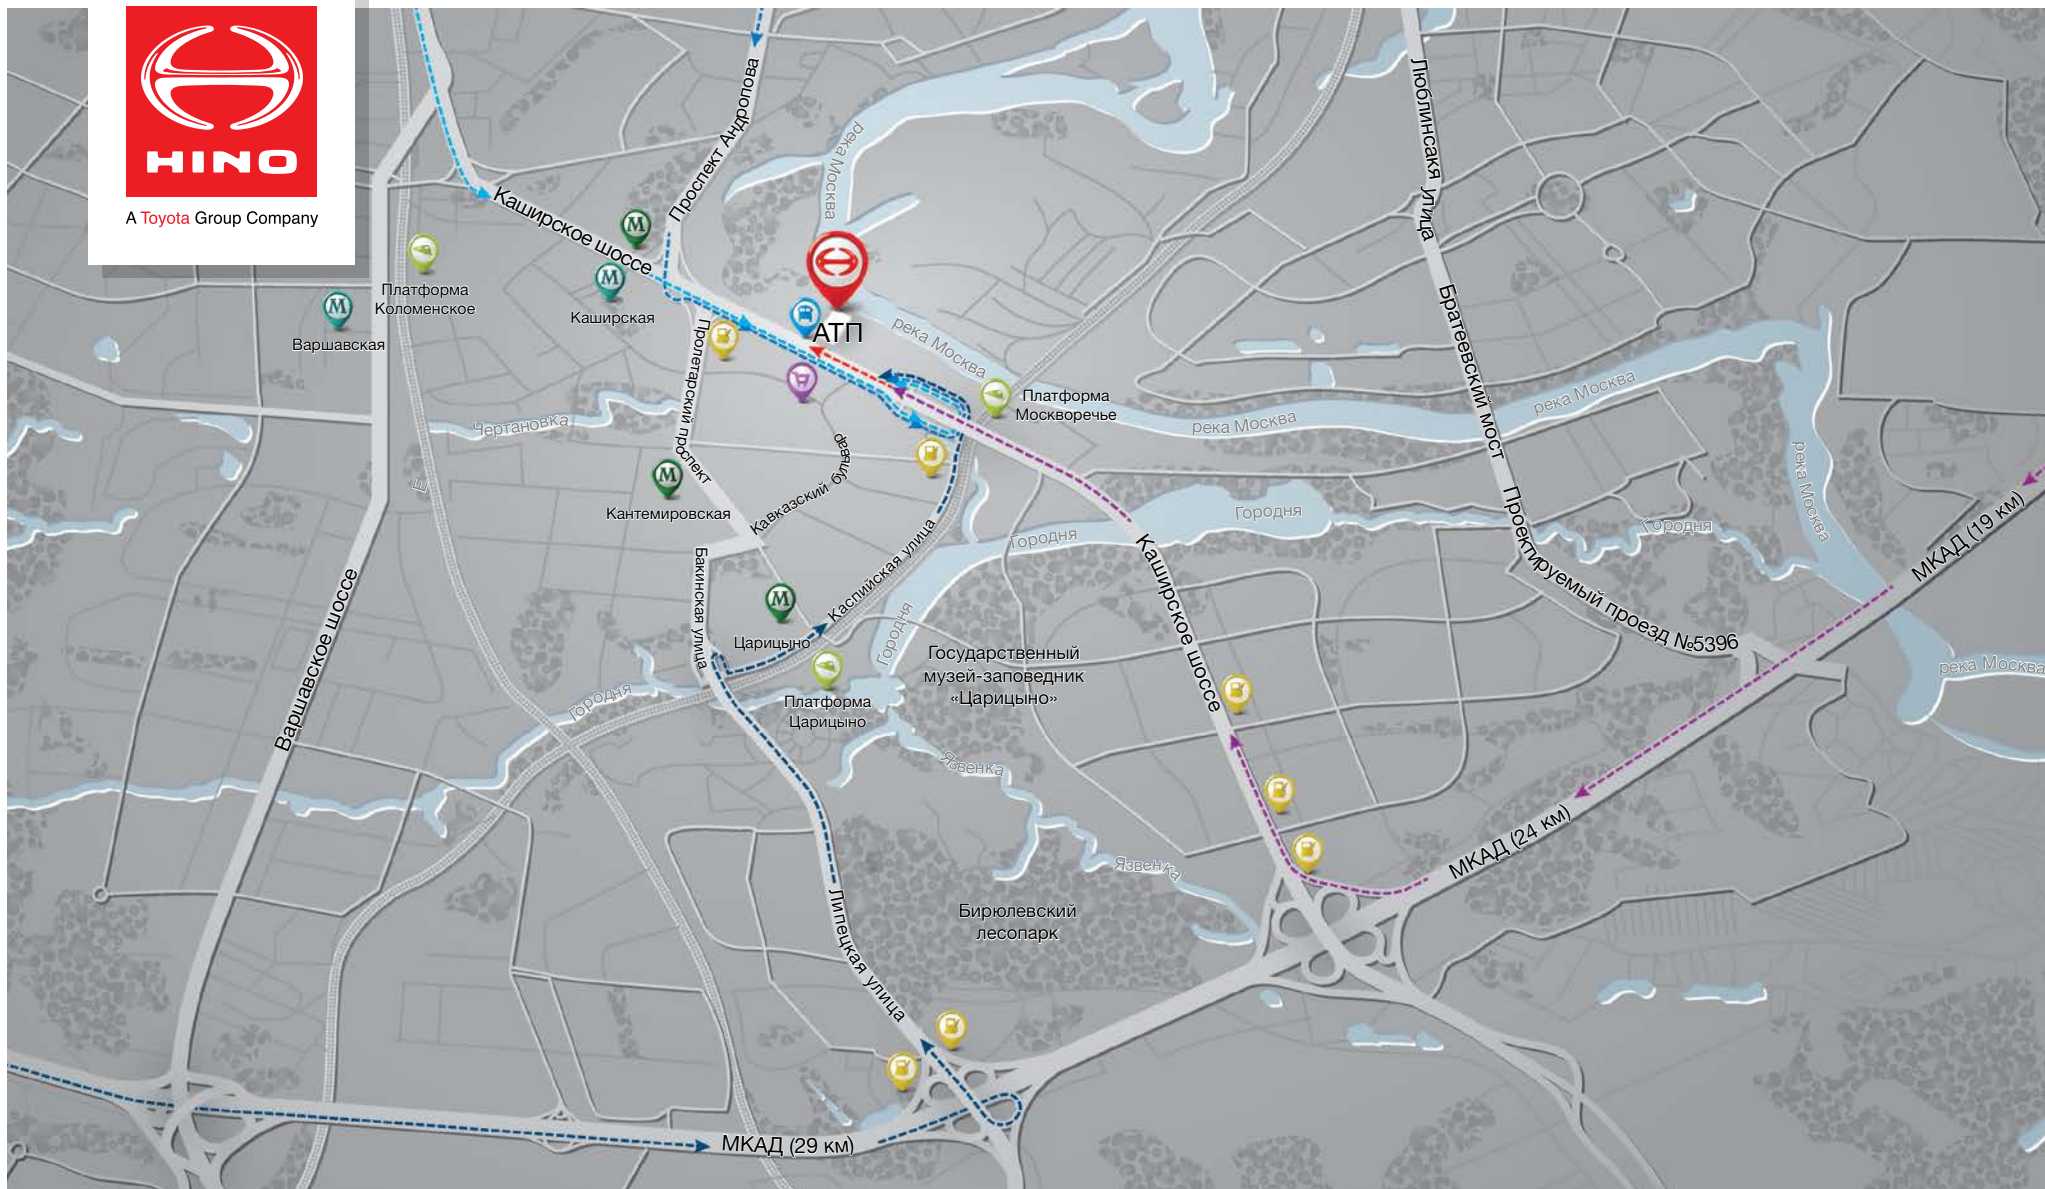 HINO
A Toyota Group Company
Проспект Андропова
река Москва
Люблинсакая улица
Каширское шоссе
М
Платформа
Коломенское
М
Каширская
М
Варшавская
АТП
река Москва
Братеевский мост
Пролетарский проспект
Платформа
Москворечье
река Москва
река Москва
река Москва
Чертановка
Е
М
Кантемировская
Кавказский бульвар
Городня
Городня
Городня
МКАД (19 км)
Каширское шоссе
Проектируемый проезд №5396
Бакинская улица
Каспийская улица
М
Царицыно
Городня
Варшавское шоссе
Государственный
музей-заповедник
«Царицыно»
река Москва
Городня
Платформа
Царицыно
Язвенка
МКАД (24 км)
Язвенка
Липецкая улица
Бирюлевский
лесопарк
МКАД (29 км)